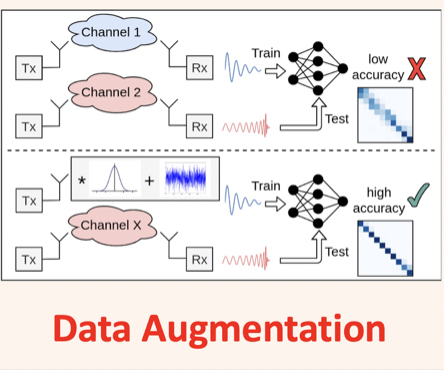 Channel 1
Tx
Rx
Train
low
accuracy
Channel 2
Tx
Rx
Test
* +
Tx
Train
high
accuracy
Channel X
Tx
Rx
Test
Data Augmentation